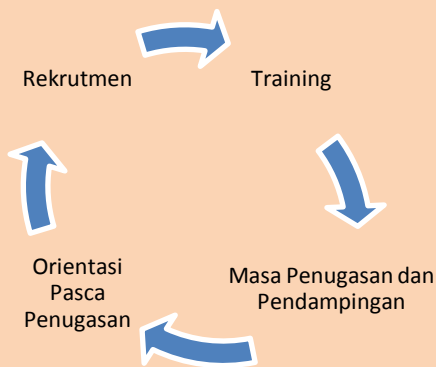 Rekrutmen
Training
Masa Penugasan dan
Pendampingan
Orientasi
Pasca
Penugasan